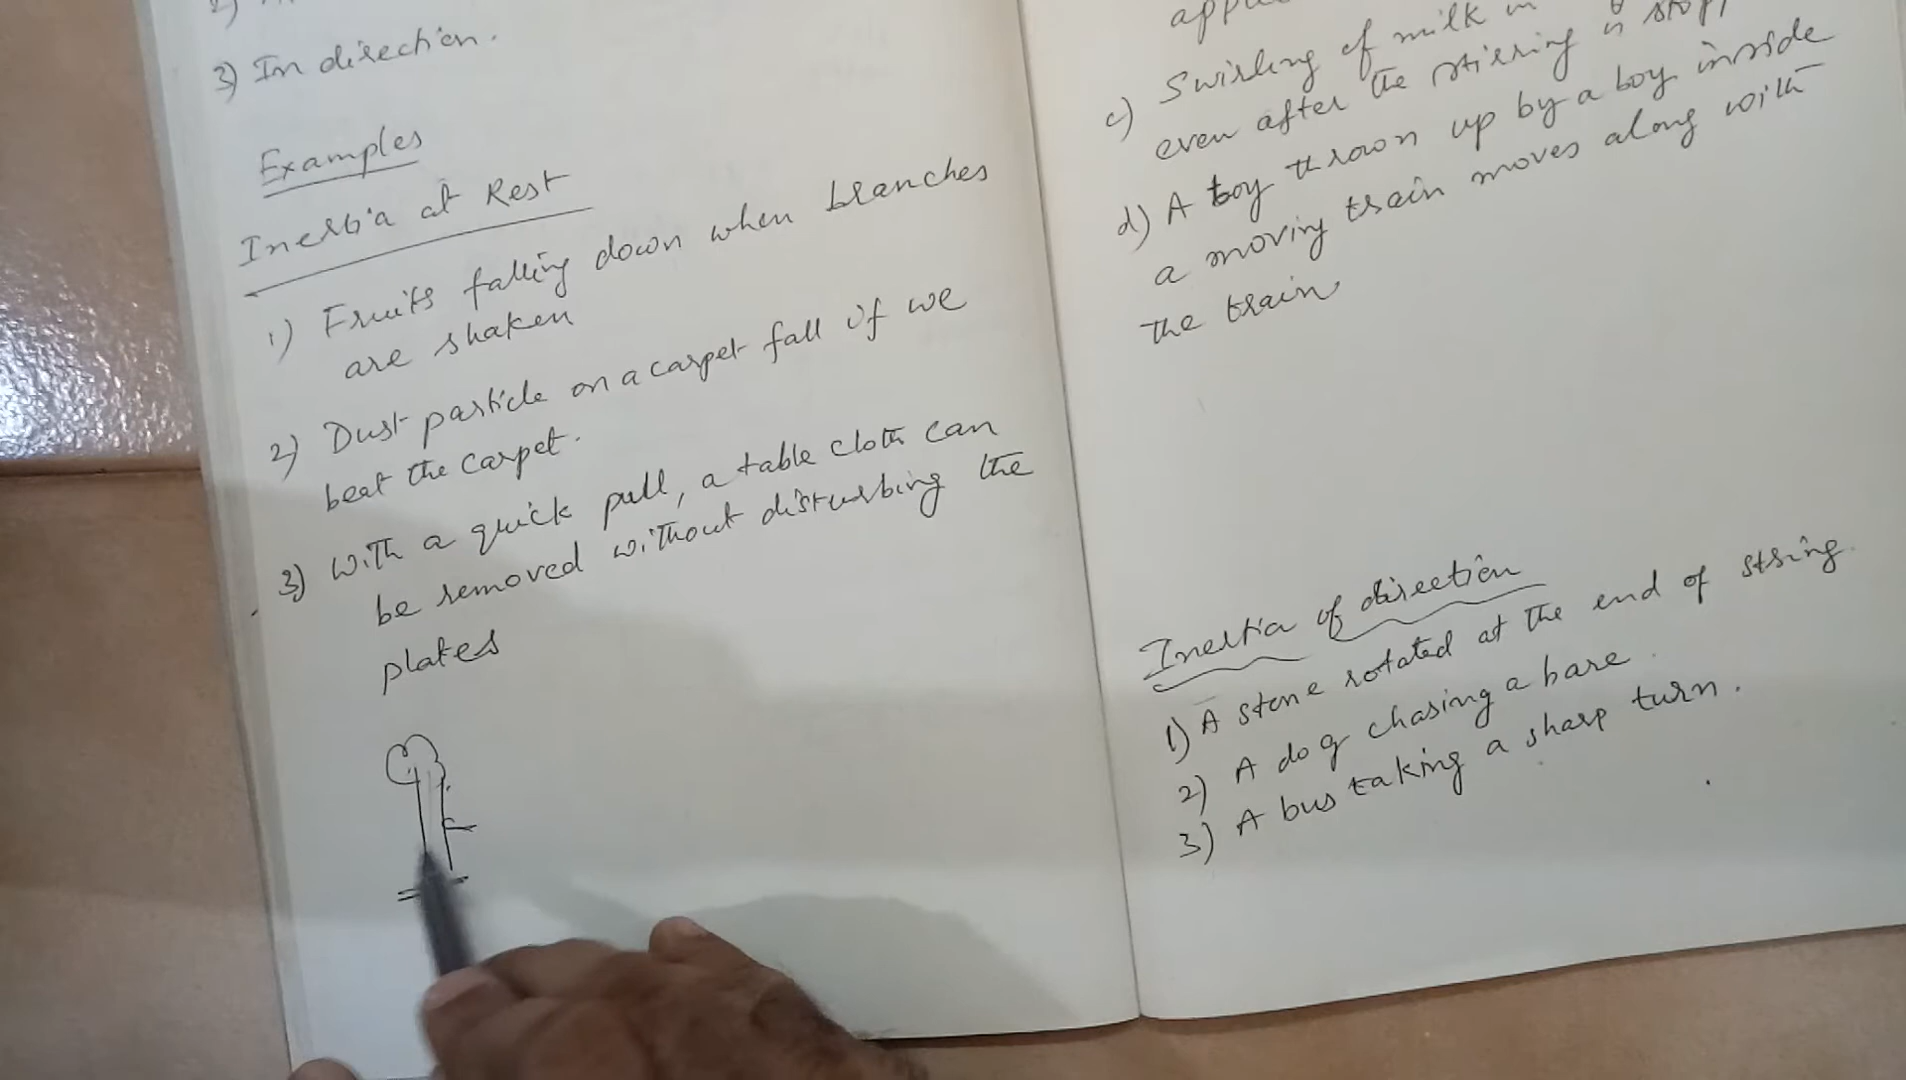 3) In direction.
Examples
Inertia at Rest
1) Fruits falling down when branches
are shaken
2) Dust particle on a carpet fall if we
beat the carpet.
3) With a quick pull, a table cloth can
be removed without disturbing the
plates
c) Swirling of milk in
even after the stirring is stop
d) A boy thrown up by a boy inside
a moving train moves along with
the train
Inertia of direction
1) A stone rotated at the end of string.
2) A dog chasing a hare.
3) A bus taking a sharp turn.